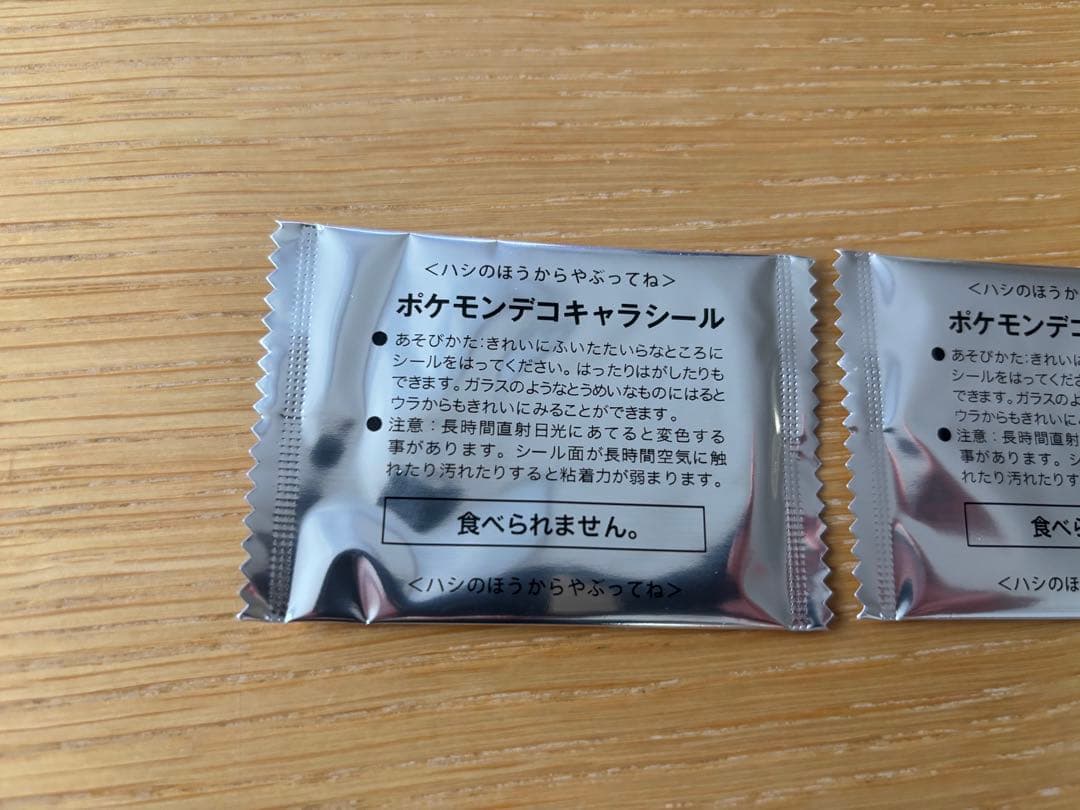 ＜ハシのほうからやぶってね＞
ポケモンデコキャラシール
●あそびかた：きれいにふいたたいらなところに
シールをはってください。はったりはがしたりも
できます。ガラスのようなとうめいなものにはると
ウラからもきれいにみることができます。
●注意：長時間直射日光にあてると変色する
事があります。シール面が長時間空気に触
れたり汚れたりすると粘着力が弱まります。
食べられません。
＜ハシのほうからやぶってね＞
＜ハシのほうか
ポケモンデコ
●あそびかた：きれいに
シールをはってくださ
できます。ガラスのよ
ウラからもきれいに
●注意：長時間直射
事があります。シ
れたり汚れたりす
食べら
＜ハシのほ